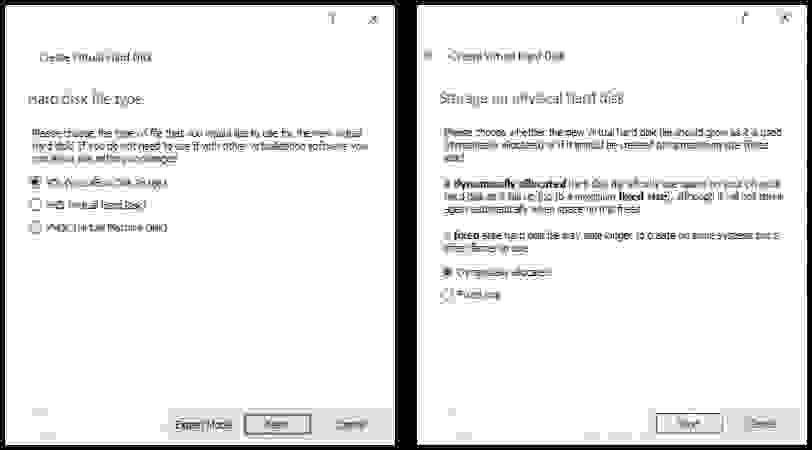 Create Virtual Hard Disk
Hard disk file type
Please choose the type of file that you would like to use for the new virtual
hard disk. If you do not need to use it with other virtualization software you
can leave this setting unchanged.
VDI (VirtualBox Disk Image)
VHD (Virtual Hard Disk)
VMDK (Virtual Machine Disk)
Expert Mode Next Cancel
Create Virtual Hard Disk
Storage on physical hard disk
Please choose whether the new virtual hard disk file should grow as it is used
(dynamically allocated) or if it should be created at its maximum size (fixed
size).
A dynamically allocated hard disk file will only use space on your physical
hard disk as it fills up (up to a maximum fixed size), although it will not shrink
again automatically when space on it is freed.
A fixed size hard disk file may take longer to create on some systems but is
often faster to use.
Dynamically allocated
Fixed size
Next Cancel